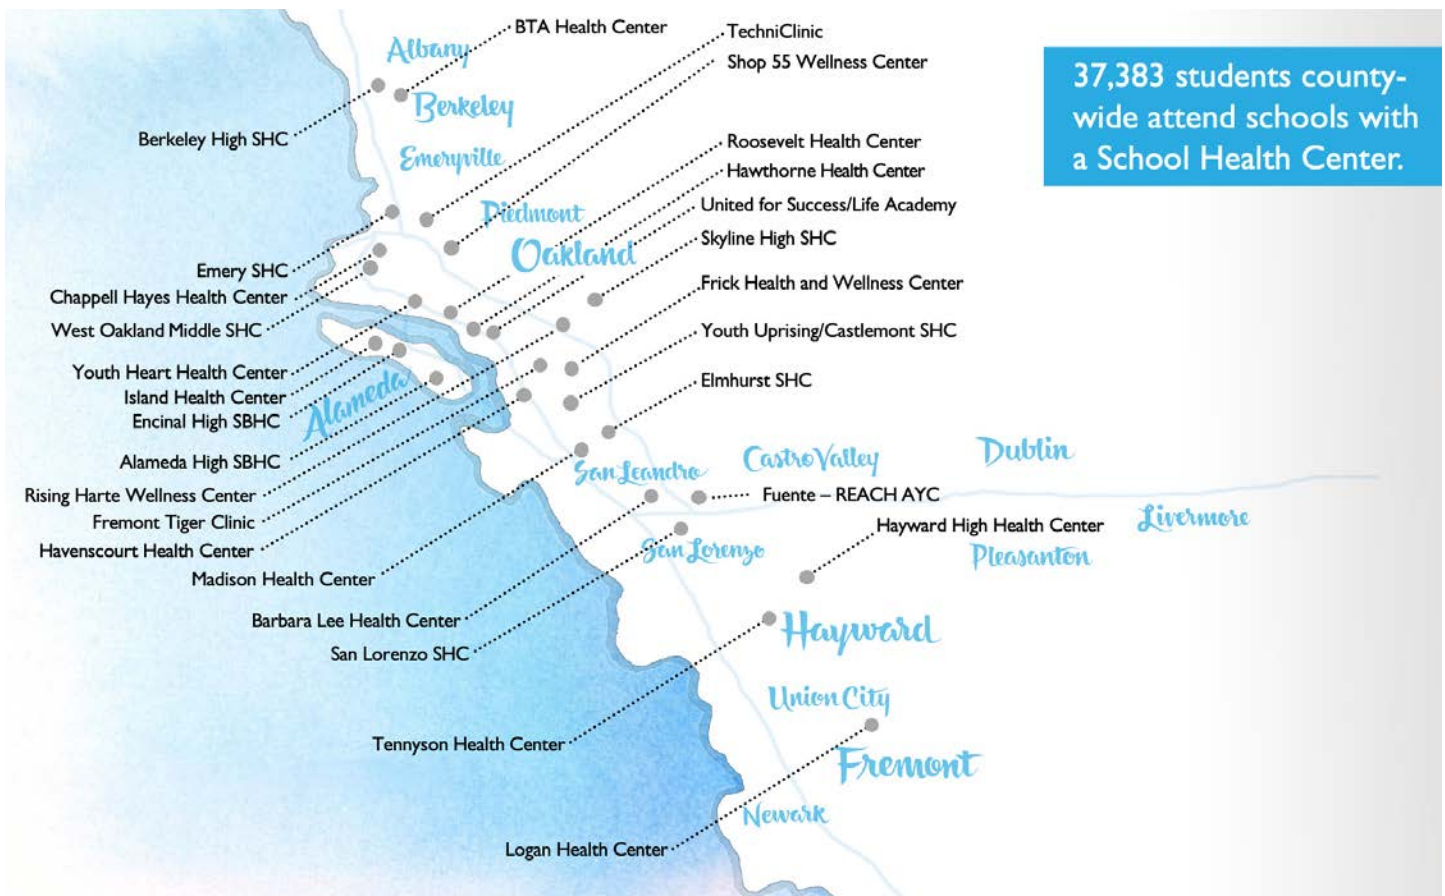 BTA Health Center
TechniClinic
Albany
Shop 55 Wellness Center
37,383 students county-
wide attend schools with
a School Health Center.
Berkeley
Berkeley High SHC
Roosevelt Health Center
Emeryville
Hawthorne Health Center
United for Success/Life Academy
Piedmont
Skyline High SHC
Oakland
Emery SHC
Frick Health and Wellness Center
Chappell Hayes Health Center
West Oakland Middle SHC
Youth Uprising/Castlemont SHC
Youth Heart Health Center
Elmhurst SHC
Island Health Center
Alameda
Encinal High SBHC
Alameda High SBHC
San Leandro
Castro Valley
Dublin
Rising Harte Wellness Center
Fuente – REACH AYC
Fremont Tiger Clinic
Livermore
Hayward High Health Center
Havenscourt Health Center
San Lorenzo
Pleasanton
Madison Health Center
Barbara Lee Health Center
Hayward
San Lorenzo SHC
Union City
Tennyson Health Center
Fremont
Newark
Logan Health Center